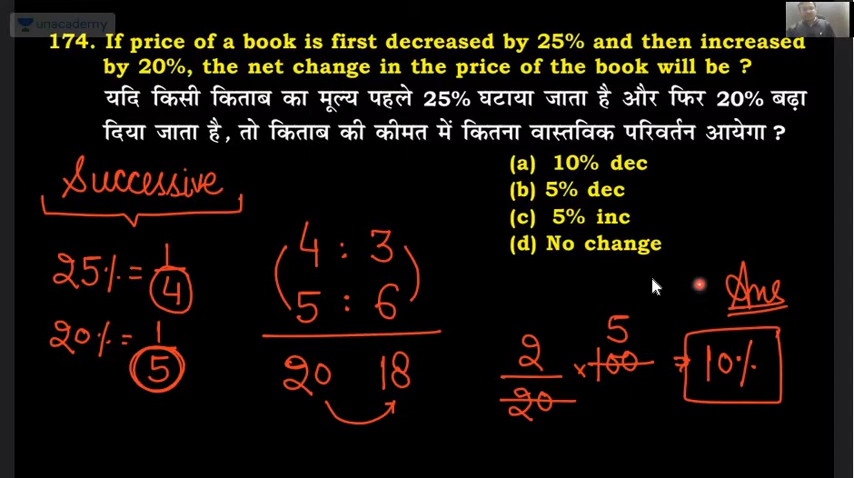 unacademy
174. If price of a book is first decreased by 25% and then increased
by 20%, the net change in the price of the book will be ?
यदि किसी किताब का मूल्य पहले 25% घटाया जाता है और फिर 20% बढ़ा
दिया जाता है, तो किताब की कीमत में कितना वास्तविक परिवर्तन आयेगा ?
(a) 10% dec
(b) 5% dec
(c) 5% inc
(d) No change
Successive
25% = 1/4
20% = 1/5
4 : 3
5 : 6
20 18
2/20 × 100 5 = 10%
Ans